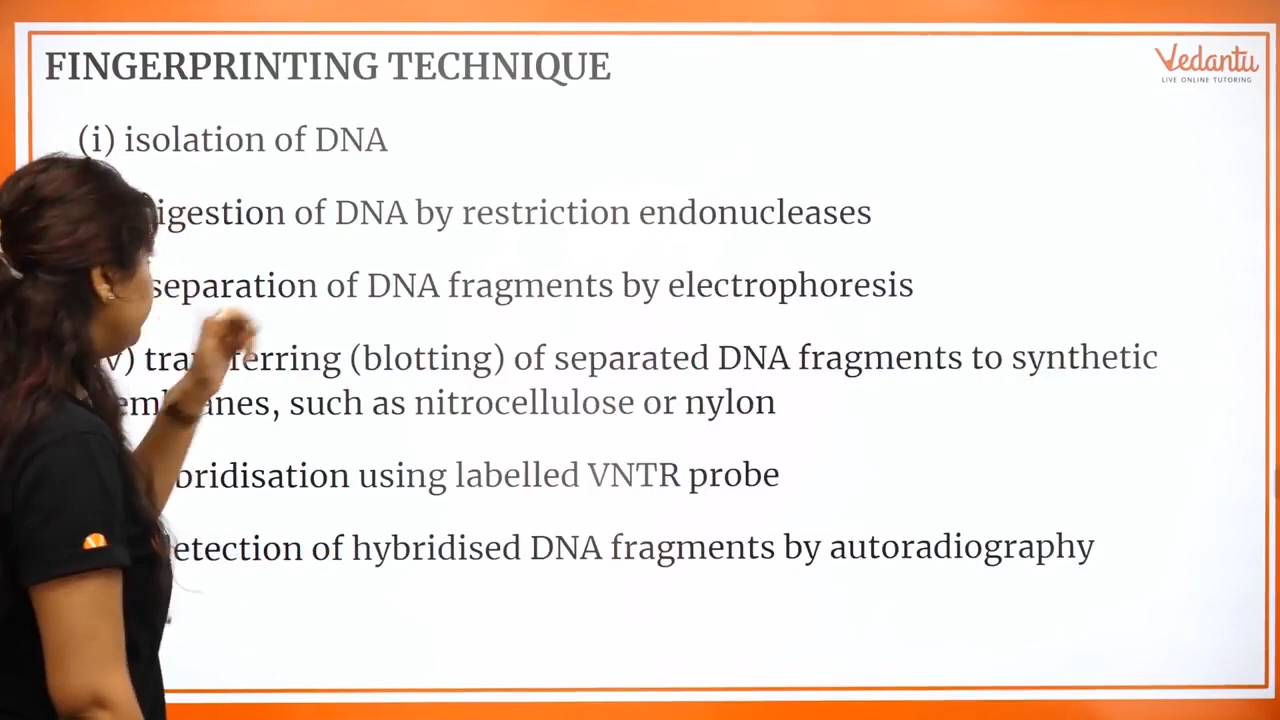 FINGERPRINTING TECHNIQUE
Vedantu
LIVE ONLINE TUTORING
(i) isolation of DNA
igestion of DNA by restriction endonucleases
separation of DNA fragments by electrophoresis
v) tra ferring (blotting) of separated DNA fragments to synthetic
em anes, such as nitrocellulose or nylon
bridisation using labelled VNTR probe
etection of hybridised DNA fragments by autoradiography